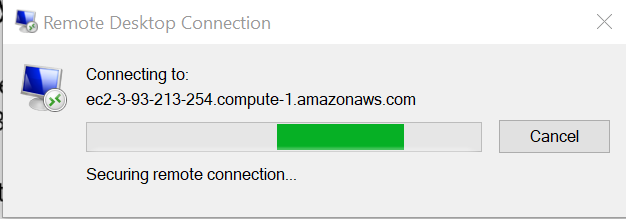 Remote Desktop Connection
Connecting to:
ec2-3-93-213-254.compute-1.amazonaws.com
Cancel
Securing remote connection...